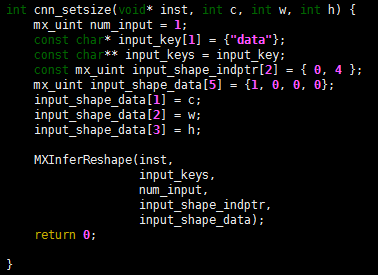 int cnn_setsize(void* inst, int c, int w, int h) {
    mx_uint num_input = 1;
    const char* input_key[1] = {"data"};
    const char** input_keys = input_key;
    const mx_uint input_shape_indptr[2] = { 0, 4 };
    mx_uint input_shape_data[5] = {1, 0, 0, 0};
    input_shape_data[1] = c;
    input_shape_data[2] = w;
    input_shape_data[3] = h;

    MXInferReshape(inst,
                   input_keys,
                   num_input,
                   input_shape_indptr,
                   input_shape_data);
    return 0;

}